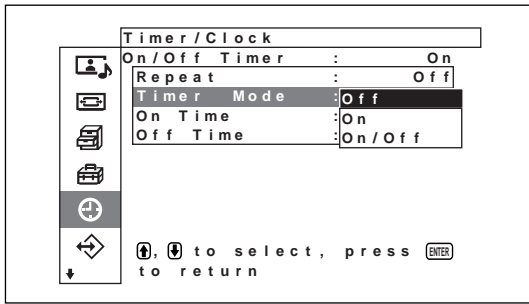 Timer/Clock
On/Off Timer : On
Repeat : Off
Timer Mode : Off
On Time : On
Off Time : On/Off
, to select, press ENTER
to return